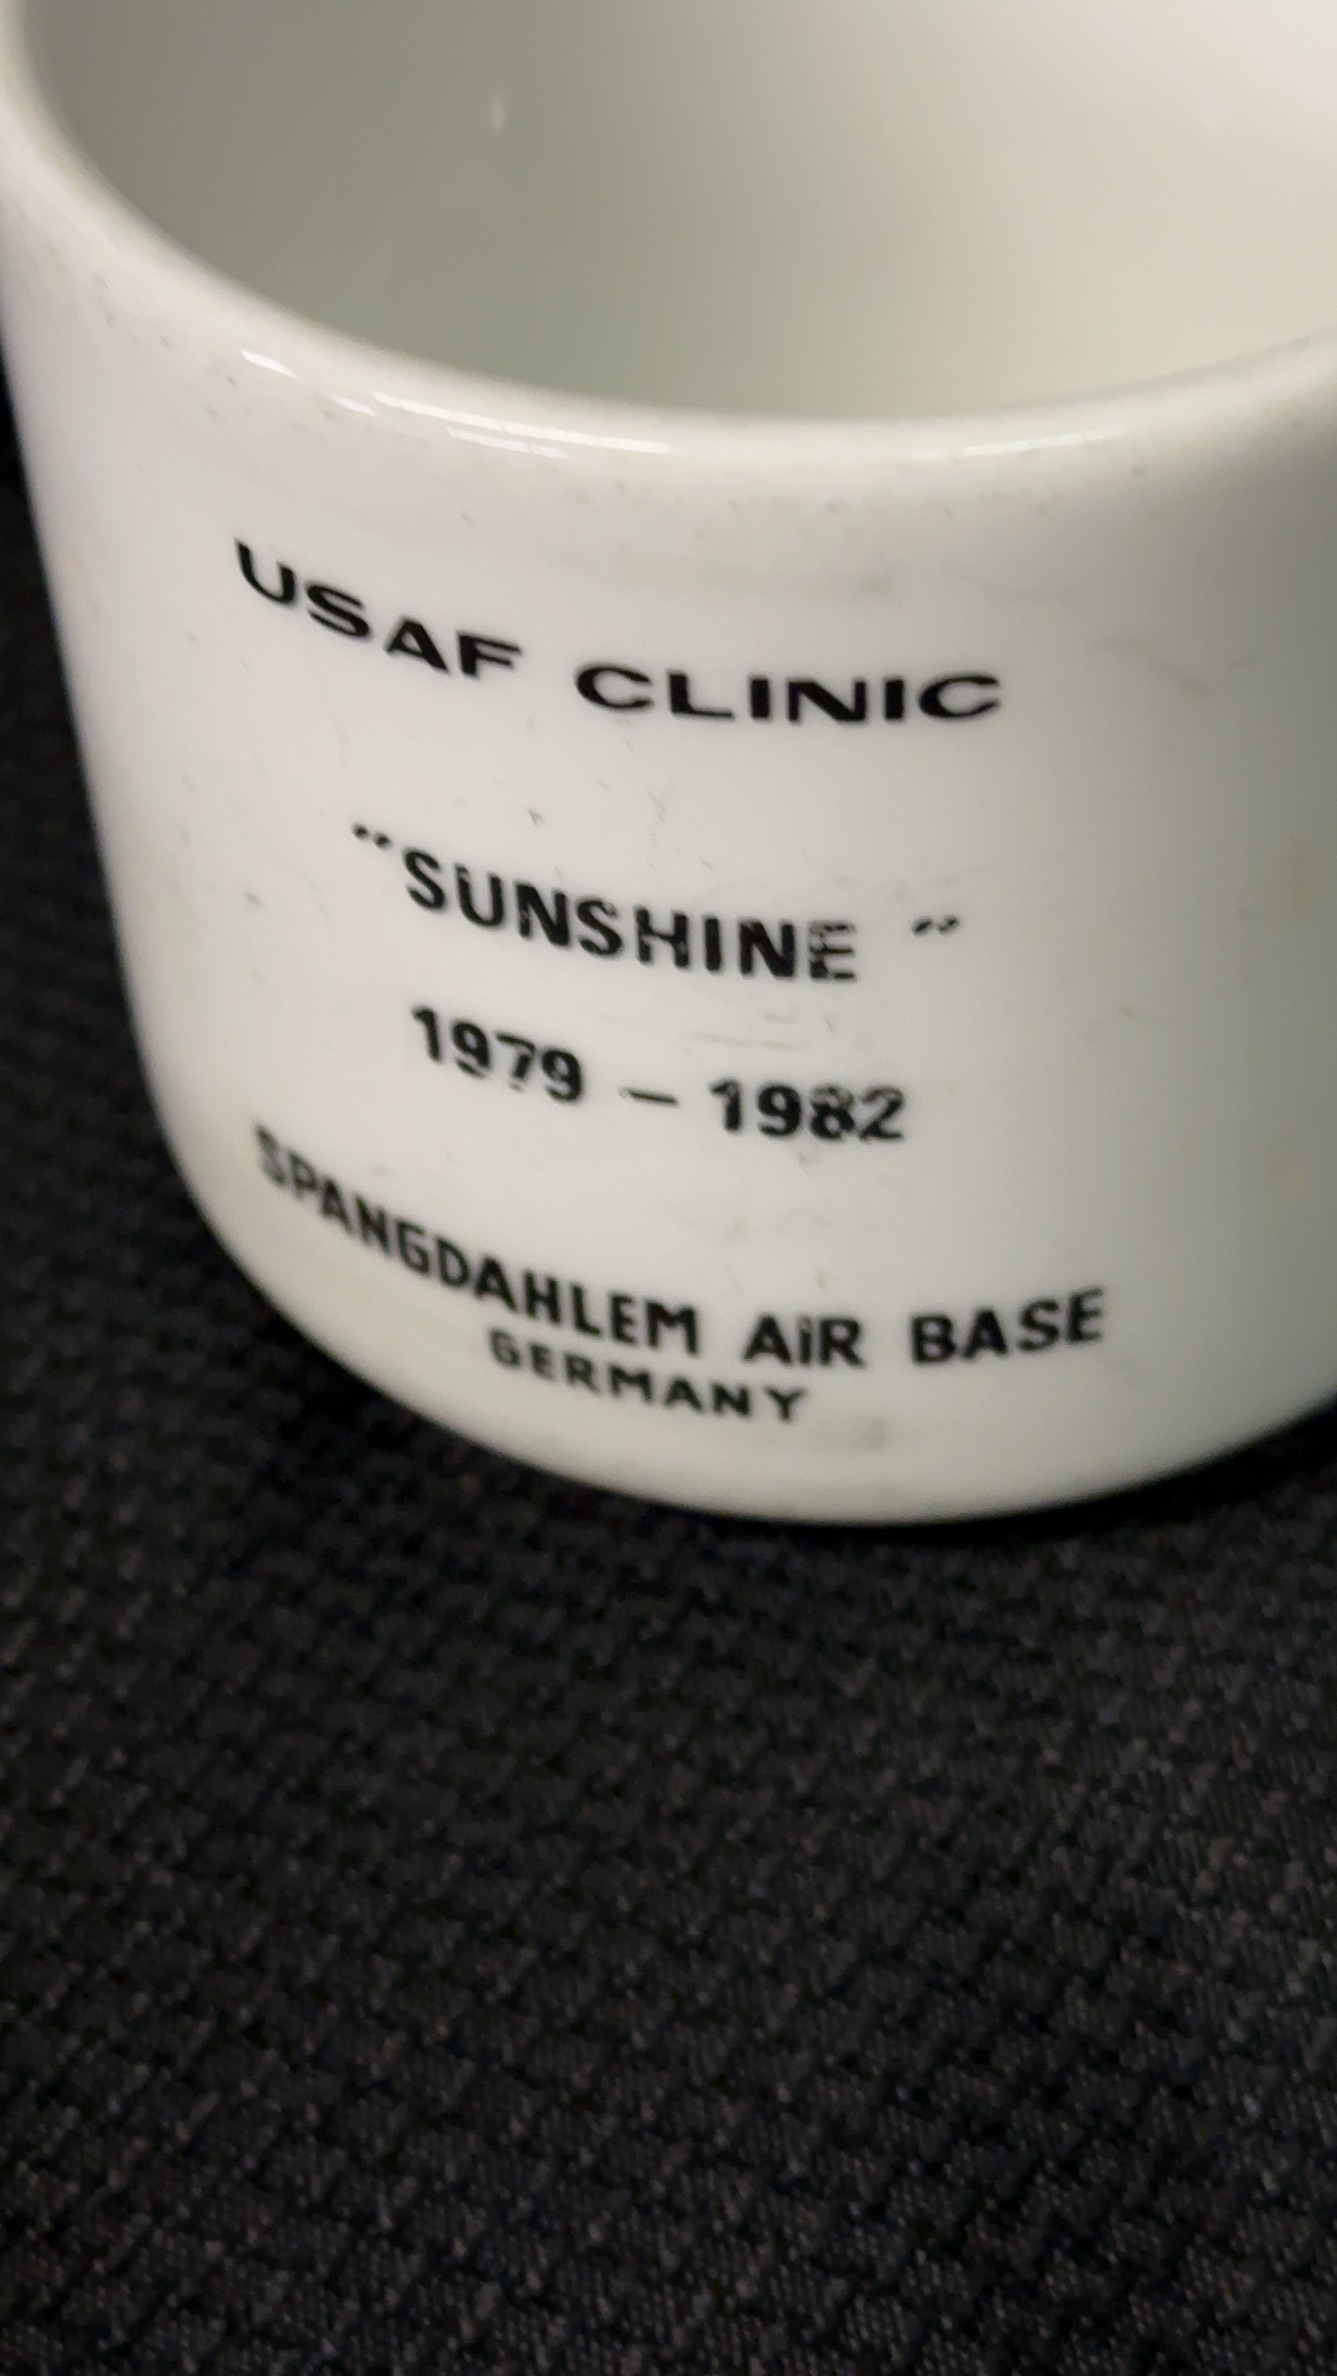 USAF CLINIC
"SUNSHINE "
1979 – 1982
SPANGDAHLEM AiR BASE
GERMANY